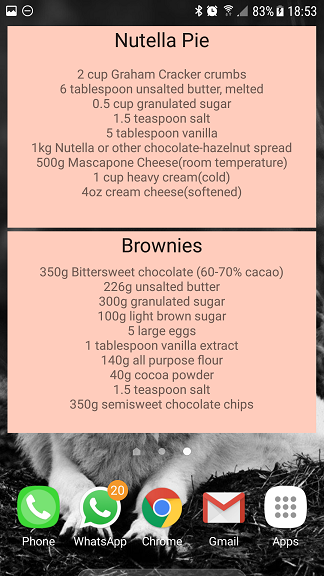 83% 18:53
Nutella Pie
2 cup Graham Cracker crumbs
6 tablespoon unsalted butter, melted
0.5 cup granulated sugar
1.5 teaspoon salt
5 tablespoon vanilla
1kg Nutella or other chocolate-hazelnut spread
500g Mascapone Cheese(room temperature)
1 cup heavy cream(cold)
4oz cream cheese(softened)
Brownies
350g Bittersweet chocolate (60-70% cacao)
226g unsalted butter
300g granulated sugar
100g light brown sugar
5 large eggs
1 tablespoon vanilla extract
140g all purpose flour
40g cocoa powder
1.5 teaspoon salt
350g semisweet chocolate chips
20
Phone WhatsApp Chrome Gmail Apps